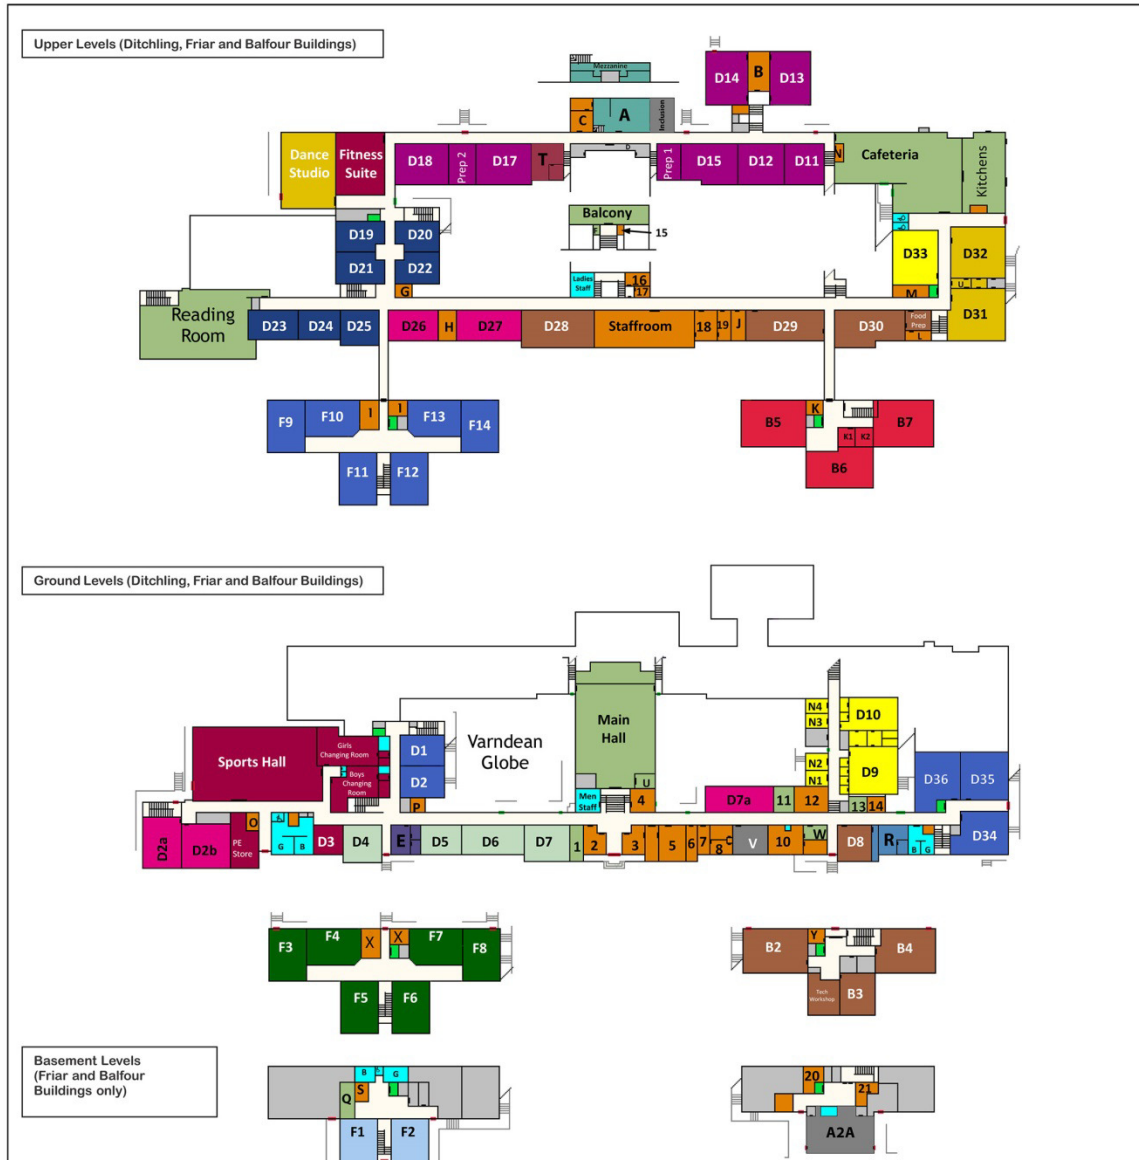 Upper Levels (Ditchling, Friar and Balfour Buildings)
Mezzanine
D14
B
D13
C
A
Inclusion
Dance
Studio
Fitness
Suite
D18
Prep 2
D17
T
D
Prep 1
D15
D12
D11
N
Cafeteria
Kitchens
Balcony
15
D19
D20
D21
D22
G
Ladies
Staff
16
17
D33
D32
M
U
Reading
Room
D23
D24
D25
D26
H
D27
D28
Staffroom
18
19
J
D29
D30
Food
Prep
L
D31
F9
F10
I
I
F13
F14
F11
F12
B5
K
B7
K1
K2
B6
Ground Levels (Ditchling, Friar and Balfour Buildings)
Sports Hall
Girls
Changing Room
Boys
Changing
Room
D1
D2
P
Varndean
Globe
Main
Hall
U
Men
Staff
4
D7a
11
12
N4
N3
N2
N1
D10
D9
13
14
D36
D35
D2a
D2b
PE
Store
O
G
B
D3
D4
E
D5
D6
D7
1
2
3
5
6
7
C
8
V
10
W
D8
R
B
G
D34
F3
F4
X
X
F7
F8
F5
F6
B2
Y
B4
Tech
Workshop
B3
Basement Levels
(Friar and Balfour
Buildings only)
B
G
S
Q
F1
F2
20
21
A2A